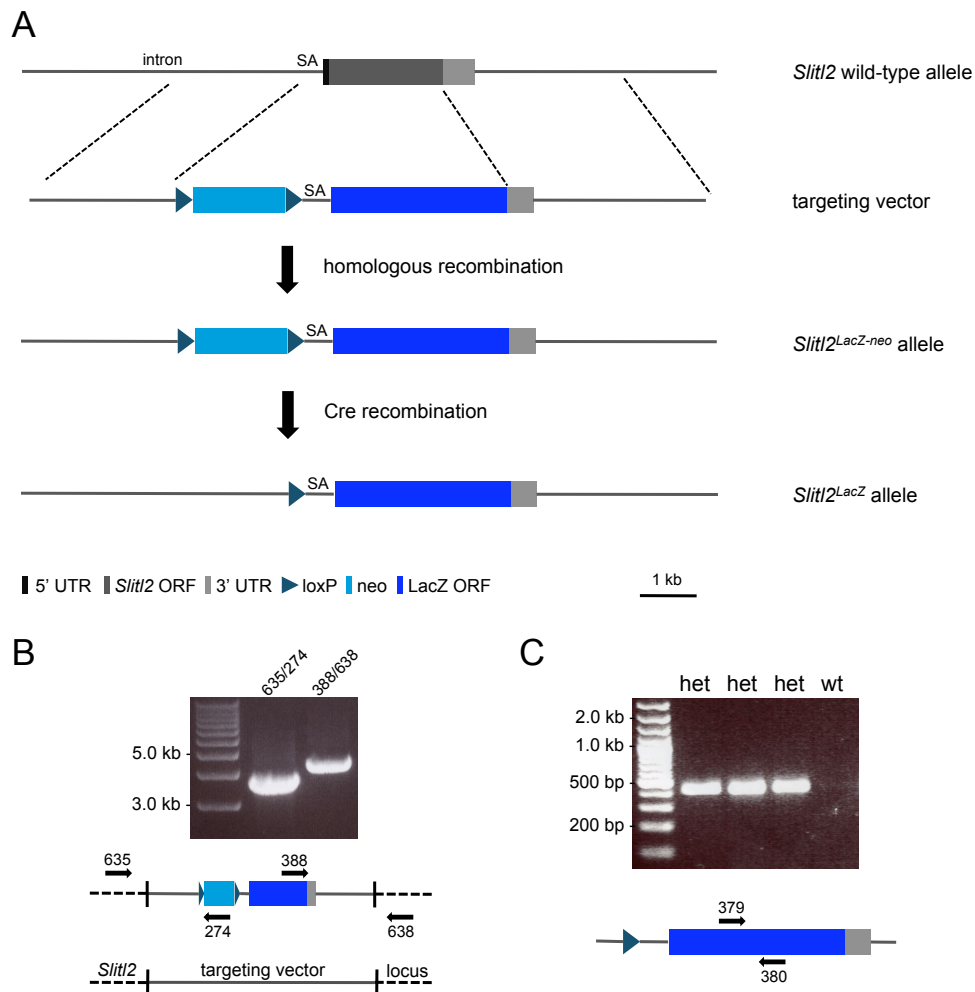 A
intron
SA
Slitl2 wild-type allele
SA
targeting vector
homologous recombination
SA
Slitl2LacZ-neo allele
Cre recombination
SA
Slitl2LacZ allele
5' UTR Slitl2 ORF 3' UTR loxP neo LacZ ORF
1 kb
B
635/274
388/638
5.0 kb
3.0 kb
635
388
274
638
Slitl2 targeting vector locus
C
het het het wt
2.0 kb
1.0 kb
500 bp
200 bp
379
380